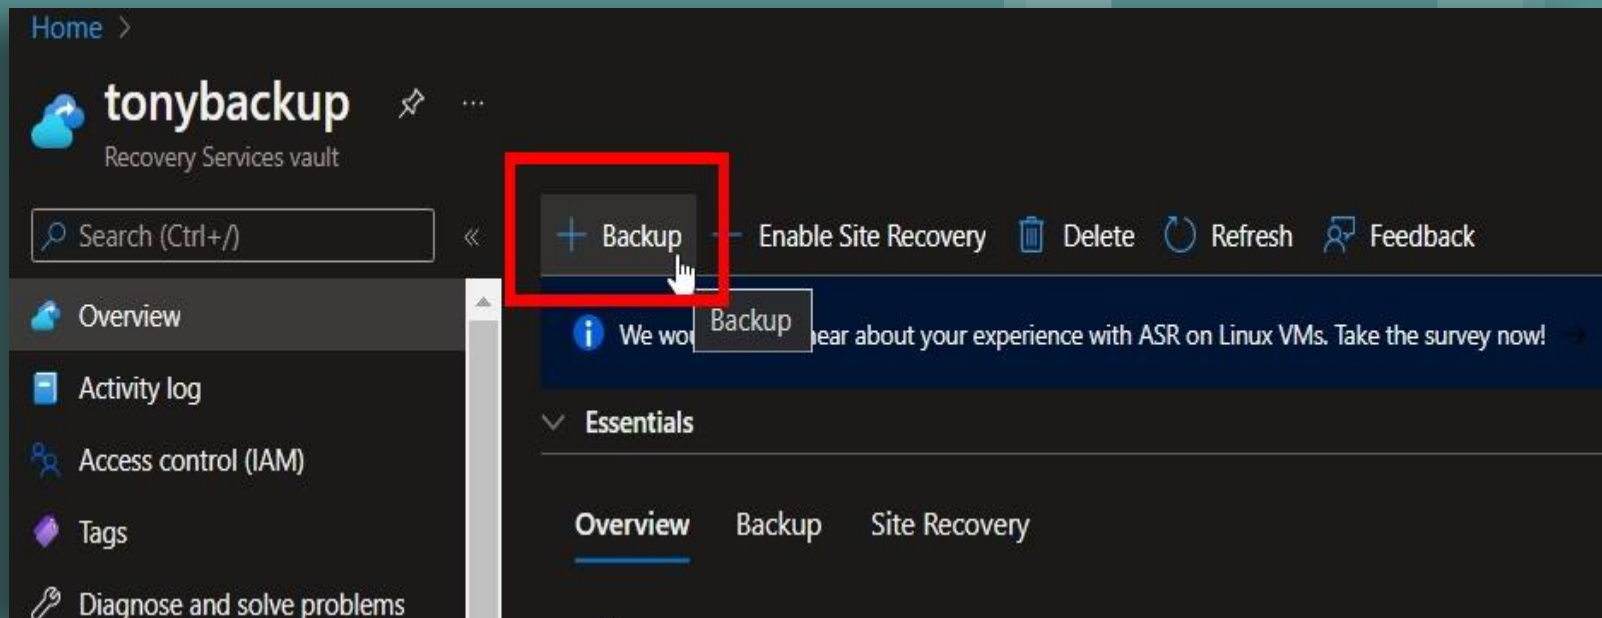 Home >
tonybackup ...
Recovery Services vault
Search (Ctrl+/) «
+ Backup + Enable Site Recovery Delete Refresh Feedback
Backup
Overview
We wou ear about your experience with ASR on Linux VMs. Take the survey now! →
Activity log
Essentials
Access control (IAM)
Overview Backup Site Recovery
Tags
Diagnose and solve problems